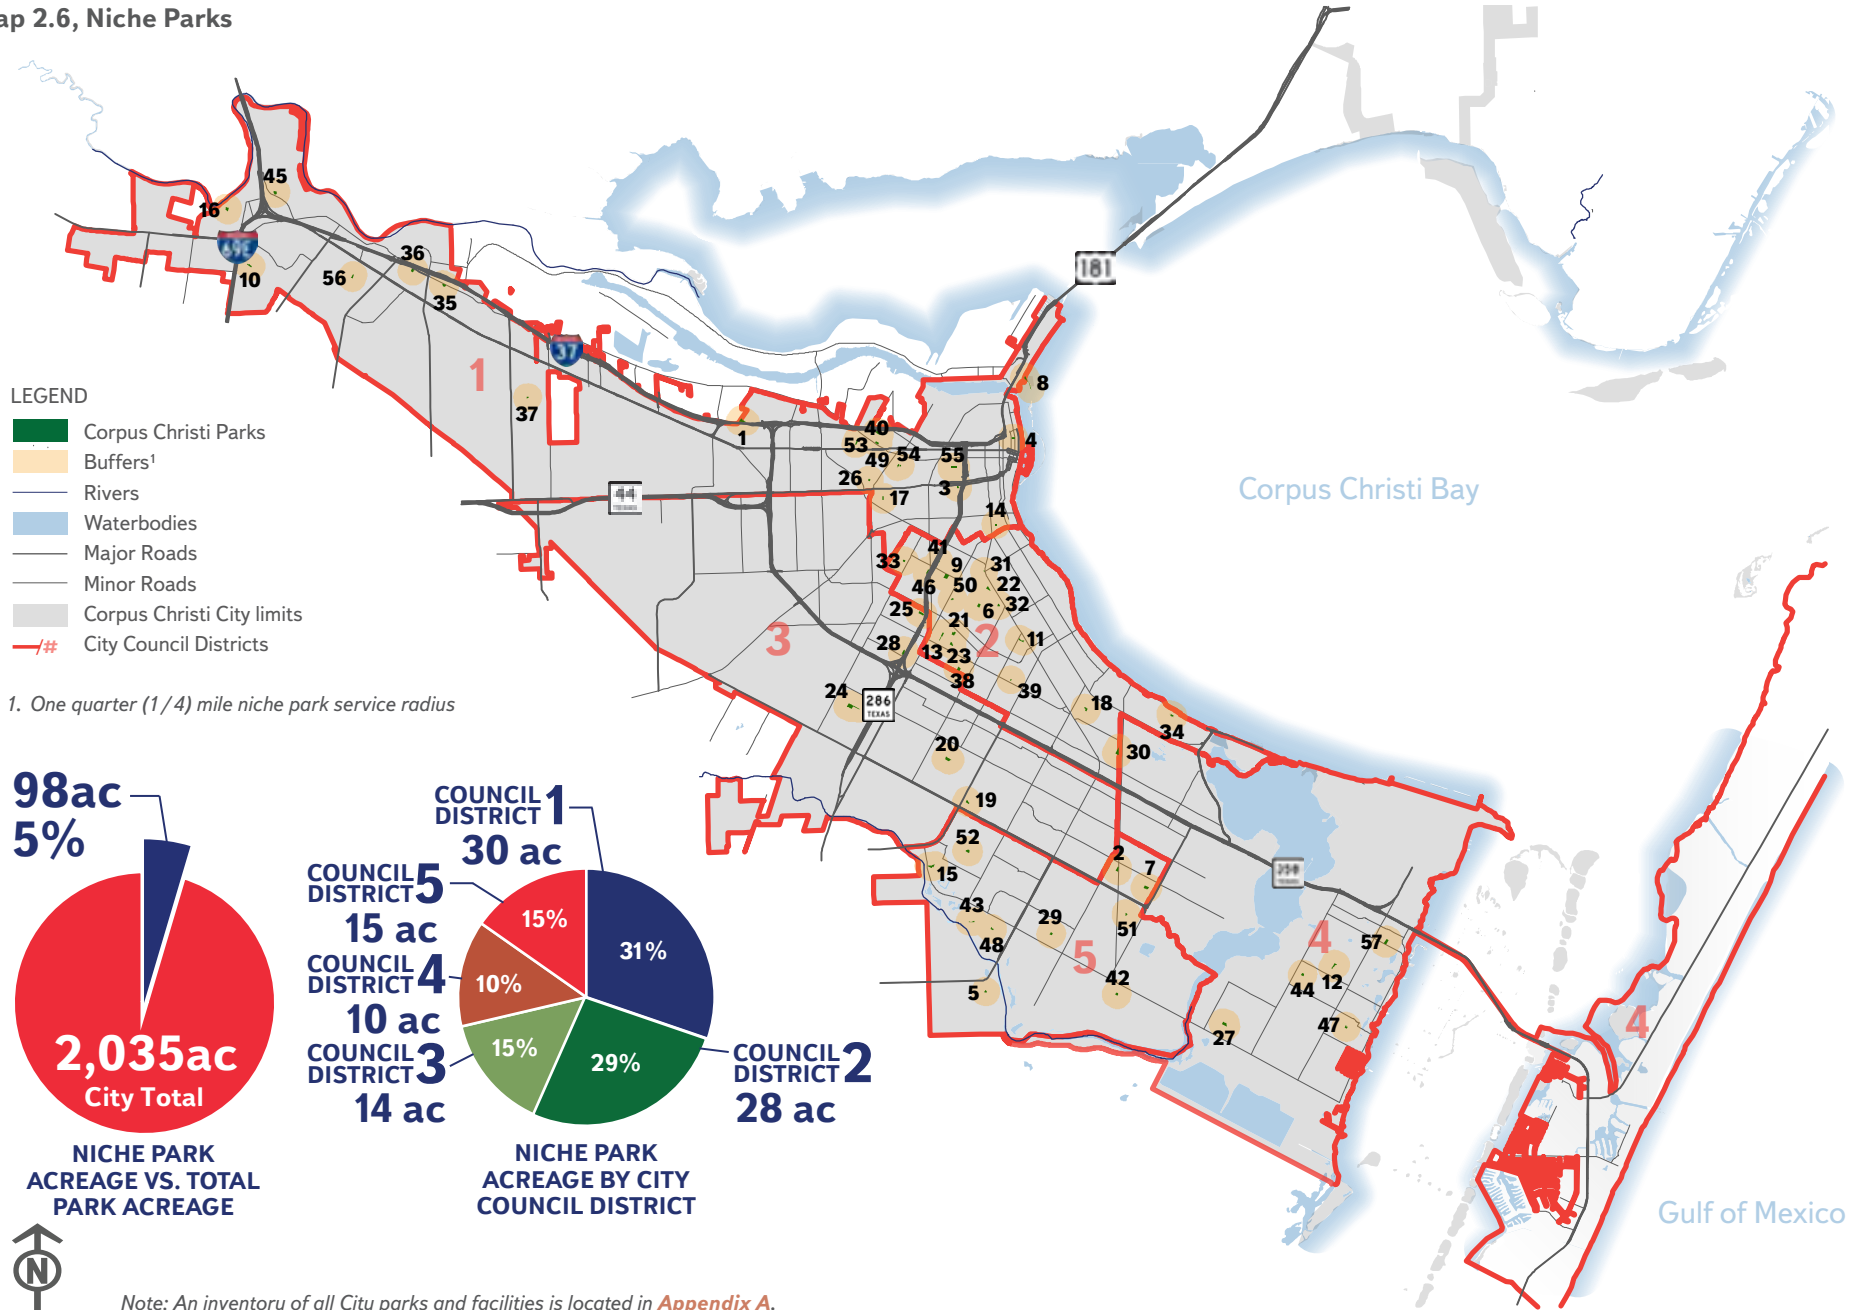 ap 2.6, Niche Parks
181
45
16
69E
10
56
36
35
37
1
37
1
8
4
40
53
49
54
55
26
17
3
44
14
Corpus Christi Bay
LEGEND
Corpus Christi Parks
Buffers¹
Rivers
Waterbodies
Major Roads
Minor Roads
Corpus Christi City limits
/# City Council Districts
1. One quarter (1/4) mile niche park service radius
41
33
9
31
46
50
22
25
6
32
21
11
28
13
23
2
3
38
39
24
286
TEXAS
18
34
30
20
19
52
2
7
15
43
29
48
51
5
57
4
44
12
5
42
27
47
4
98ac
5%
2,035ac
City Total
NICHE PARK
ACREAGE VS. TOTAL
PARK ACREAGE
COUNCIL DISTRICT 1
30 ac
COUNCIL DISTRICT 5
15 ac
COUNCIL DISTRICT 4
10 ac
COUNCIL DISTRICT 3
14 ac
COUNCIL DISTRICT 2
28 ac
15%
31%
10%
15%
29%
NICHE PARK
ACREAGE BY CITY
COUNCIL DISTRICT
Gulf of Mexico
N
Note: An inventory of all City parks and facilities is located in Appendix A.